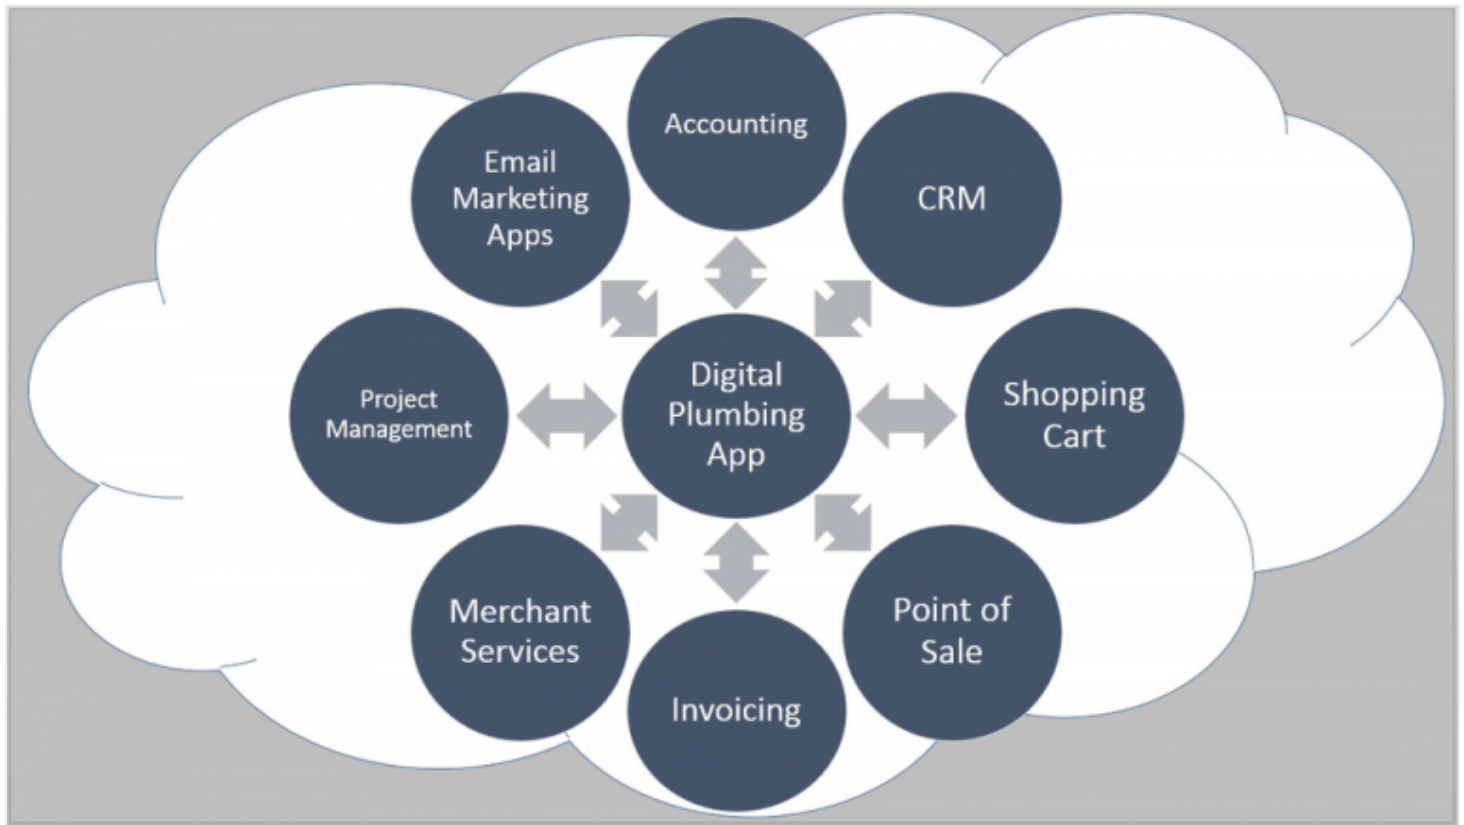 Accounting
Email
Marketing
Apps
CRM
Digital
Plumbing
App
Project
Management
Shopping
Cart
Merchant
Services
Point of
Sale
Invoicing